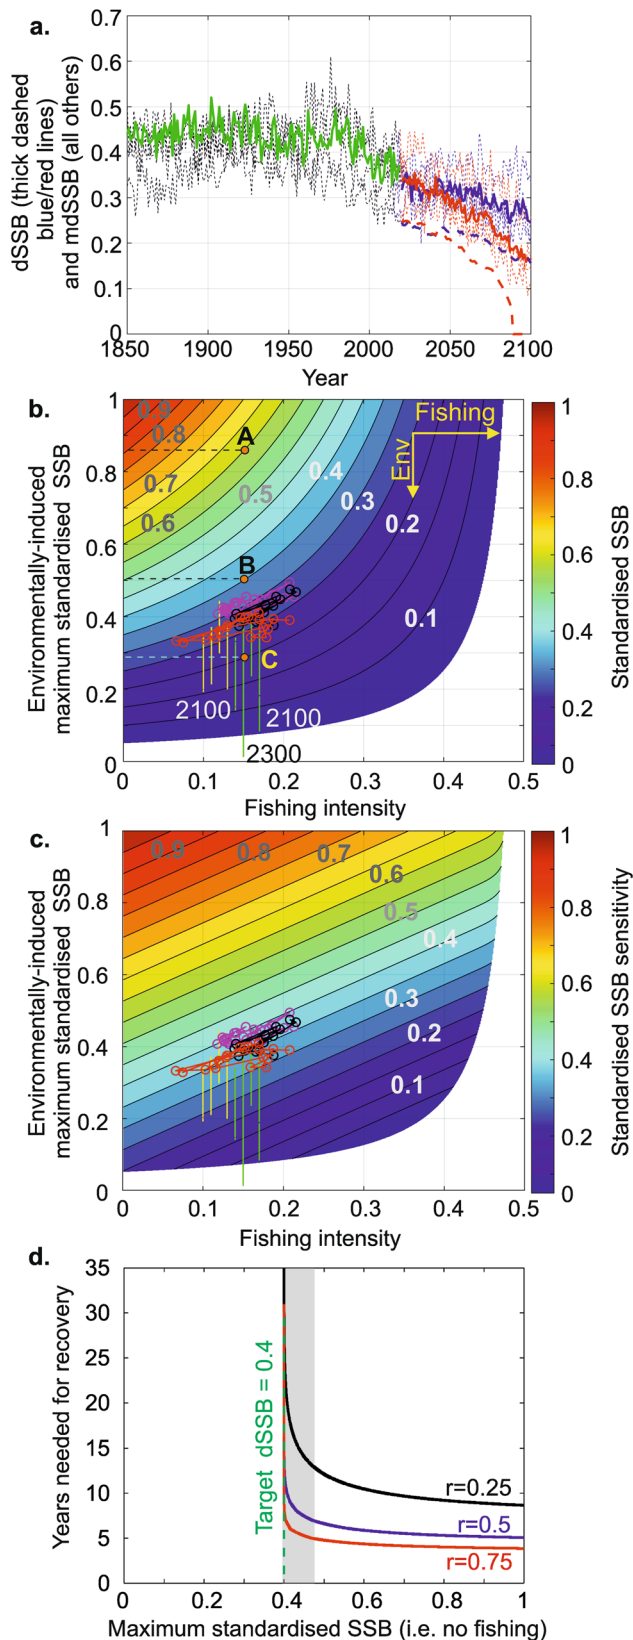 a.
dSSB (thick dashed
blue/red lines)
and mdSSB (all others)
0.7
0.6
0.5
0.4
0.3
0.2
0.1
0
1850 1900 1950 2000 2050 2100
Year
b.
Environmentally-induced
maximum standardised SSB
1
0.8
0.6
0.4
0.2
0
0.9
0.8
0.7
0.6
0.5
0.4
0.3
0.2
0.1
A
B
C
Fishing
Env
2100
2100
2300
0 0.1 0.2 0.3 0.4 0.5
Fishing intensity
1
0.8
0.6
0.4
0.2
0
Standardised SSB
c.
Environmentally-induced
maximum standardised SSB
1
0.8
0.6
0.4
0.2
0
0.9
0.8
0.7
0.6
0.5
0.4
0.3
0.2
0.1
0 0.1 0.2 0.3 0.4 0.5
Fishing intensity
1
0.8
0.6
0.4
0.2
0
Standardised SSB sensitivity
d.
Years needed for recovery
35
30
25
20
15
10
5
0
Target dSSB = 0.4
r=0.25
r=0.5
r=0.75
0 0.2 0.4 0.6 0.8 1
Maximum standardised SSB (i.e. no fishing)